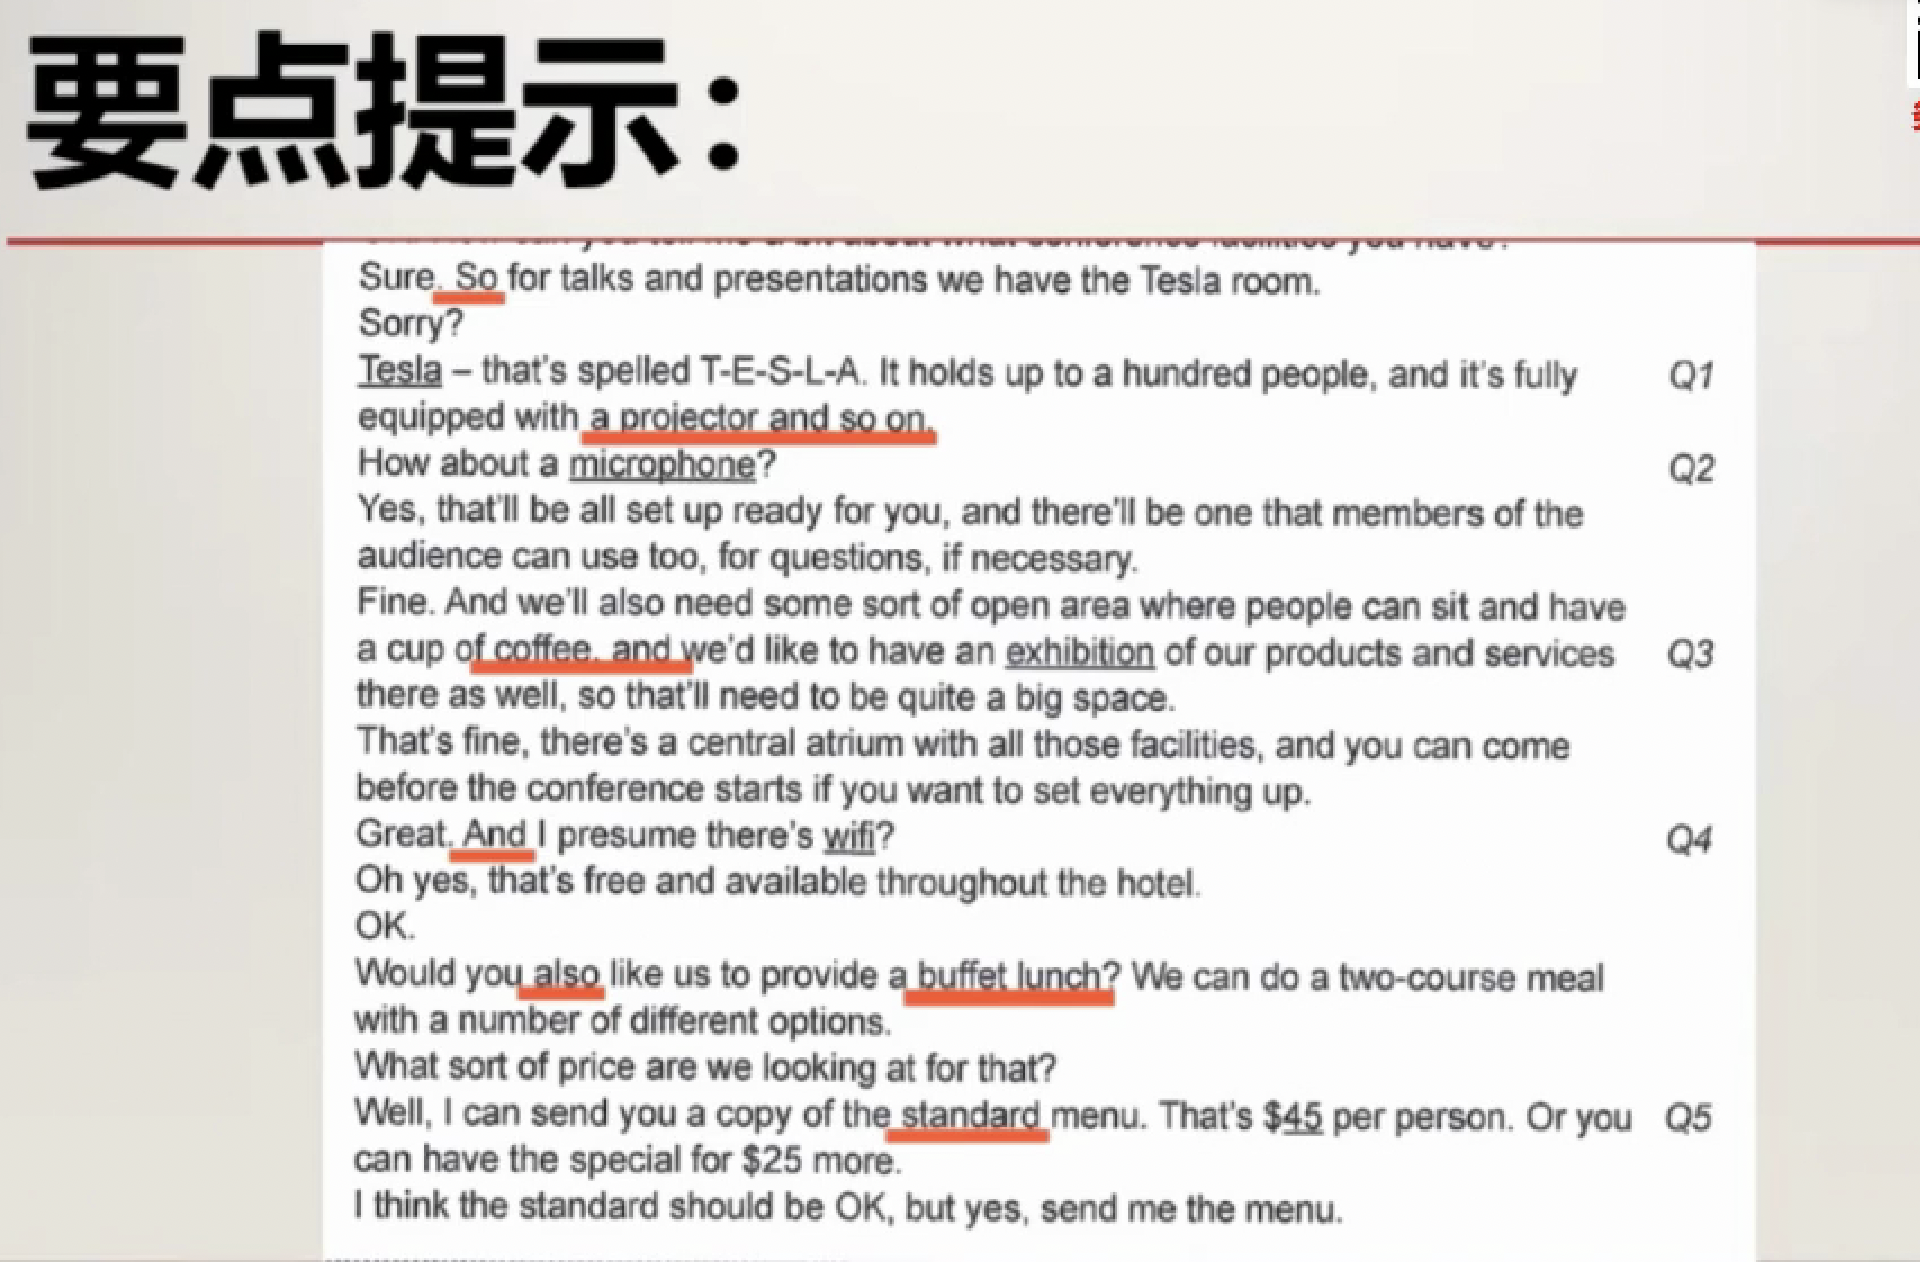 要点提示：
Sure. So for talks and presentations we have the Tesla room.
Sorry?
Tesla – that's spelled T-E-S-L-A. It holds up to a hundred people, and it's fully Q1
equipped with a projector and so on.
How about a microphone? Q2
Yes, that'll be all set up ready for you, and there'll be one that members of the
audience can use too, for questions, if necessary.
Fine. And we'll also need some sort of open area where people can sit and have
a cup of coffee, and we'd like to have an exhibition of our products and services Q3
there as well, so that'll need to be quite a big space.
That's fine, there's a central atrium with all those facilities, and you can come
before the conference starts if you want to set everything up.
Great. And I presume there's wifi? Q4
Oh yes, that's free and available throughout the hotel.
OK.
Would you also like us to provide a buffet lunch? We can do a two-course meal
with a number of different options.
What sort of price are we looking at for that?
Well, I can send you a copy of the standard menu. That's $45 per person. Or you Q5
can have the special for $25 more.
I think the standard should be OK, but yes, send me the menu.